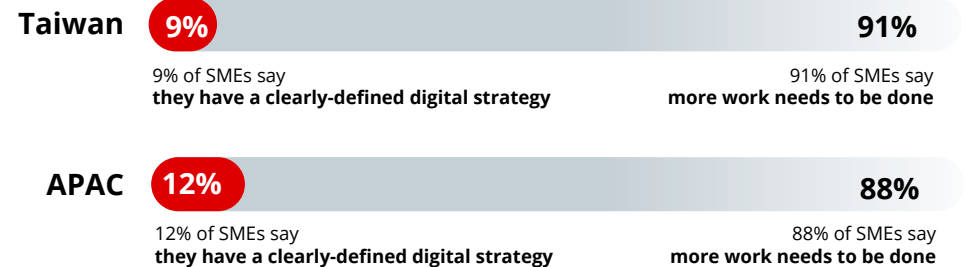 Taiwan 9% 91%
9% of SMEs say 91% of SMEs say
they have a clearly-defined digital strategy more work needs to be done
APAC 12% 88%
12% of SMEs say 88% of SMEs say
they have a clearly-defined digital strategy more work needs to be done